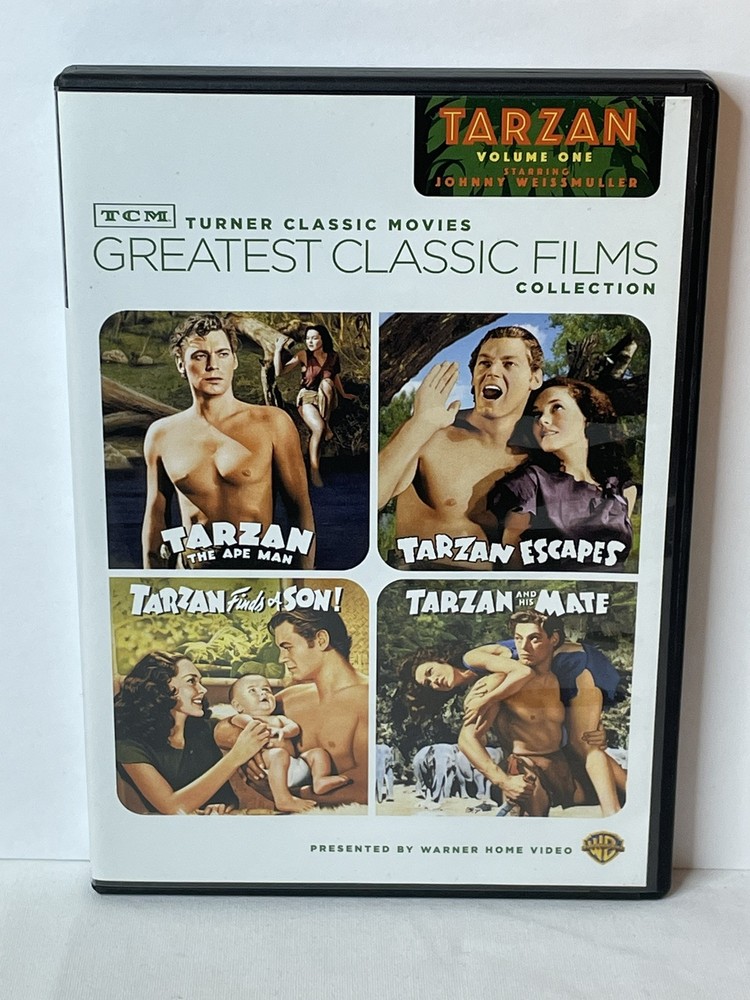 TARZAN
VOLUME ONE
STARRING
JOHNNY WEISSMULLER
TCM TURNER CLASSIC MOVIES
GREATEST CLASSIC FILMS
COLLECTION
TARZAN
THE APE MAN
TARZAN ESCAPES
TARZAN Finds A SON!
TARZAN AND HIS MATE
PRESENTED BY WARNER HOME VIDEO WB